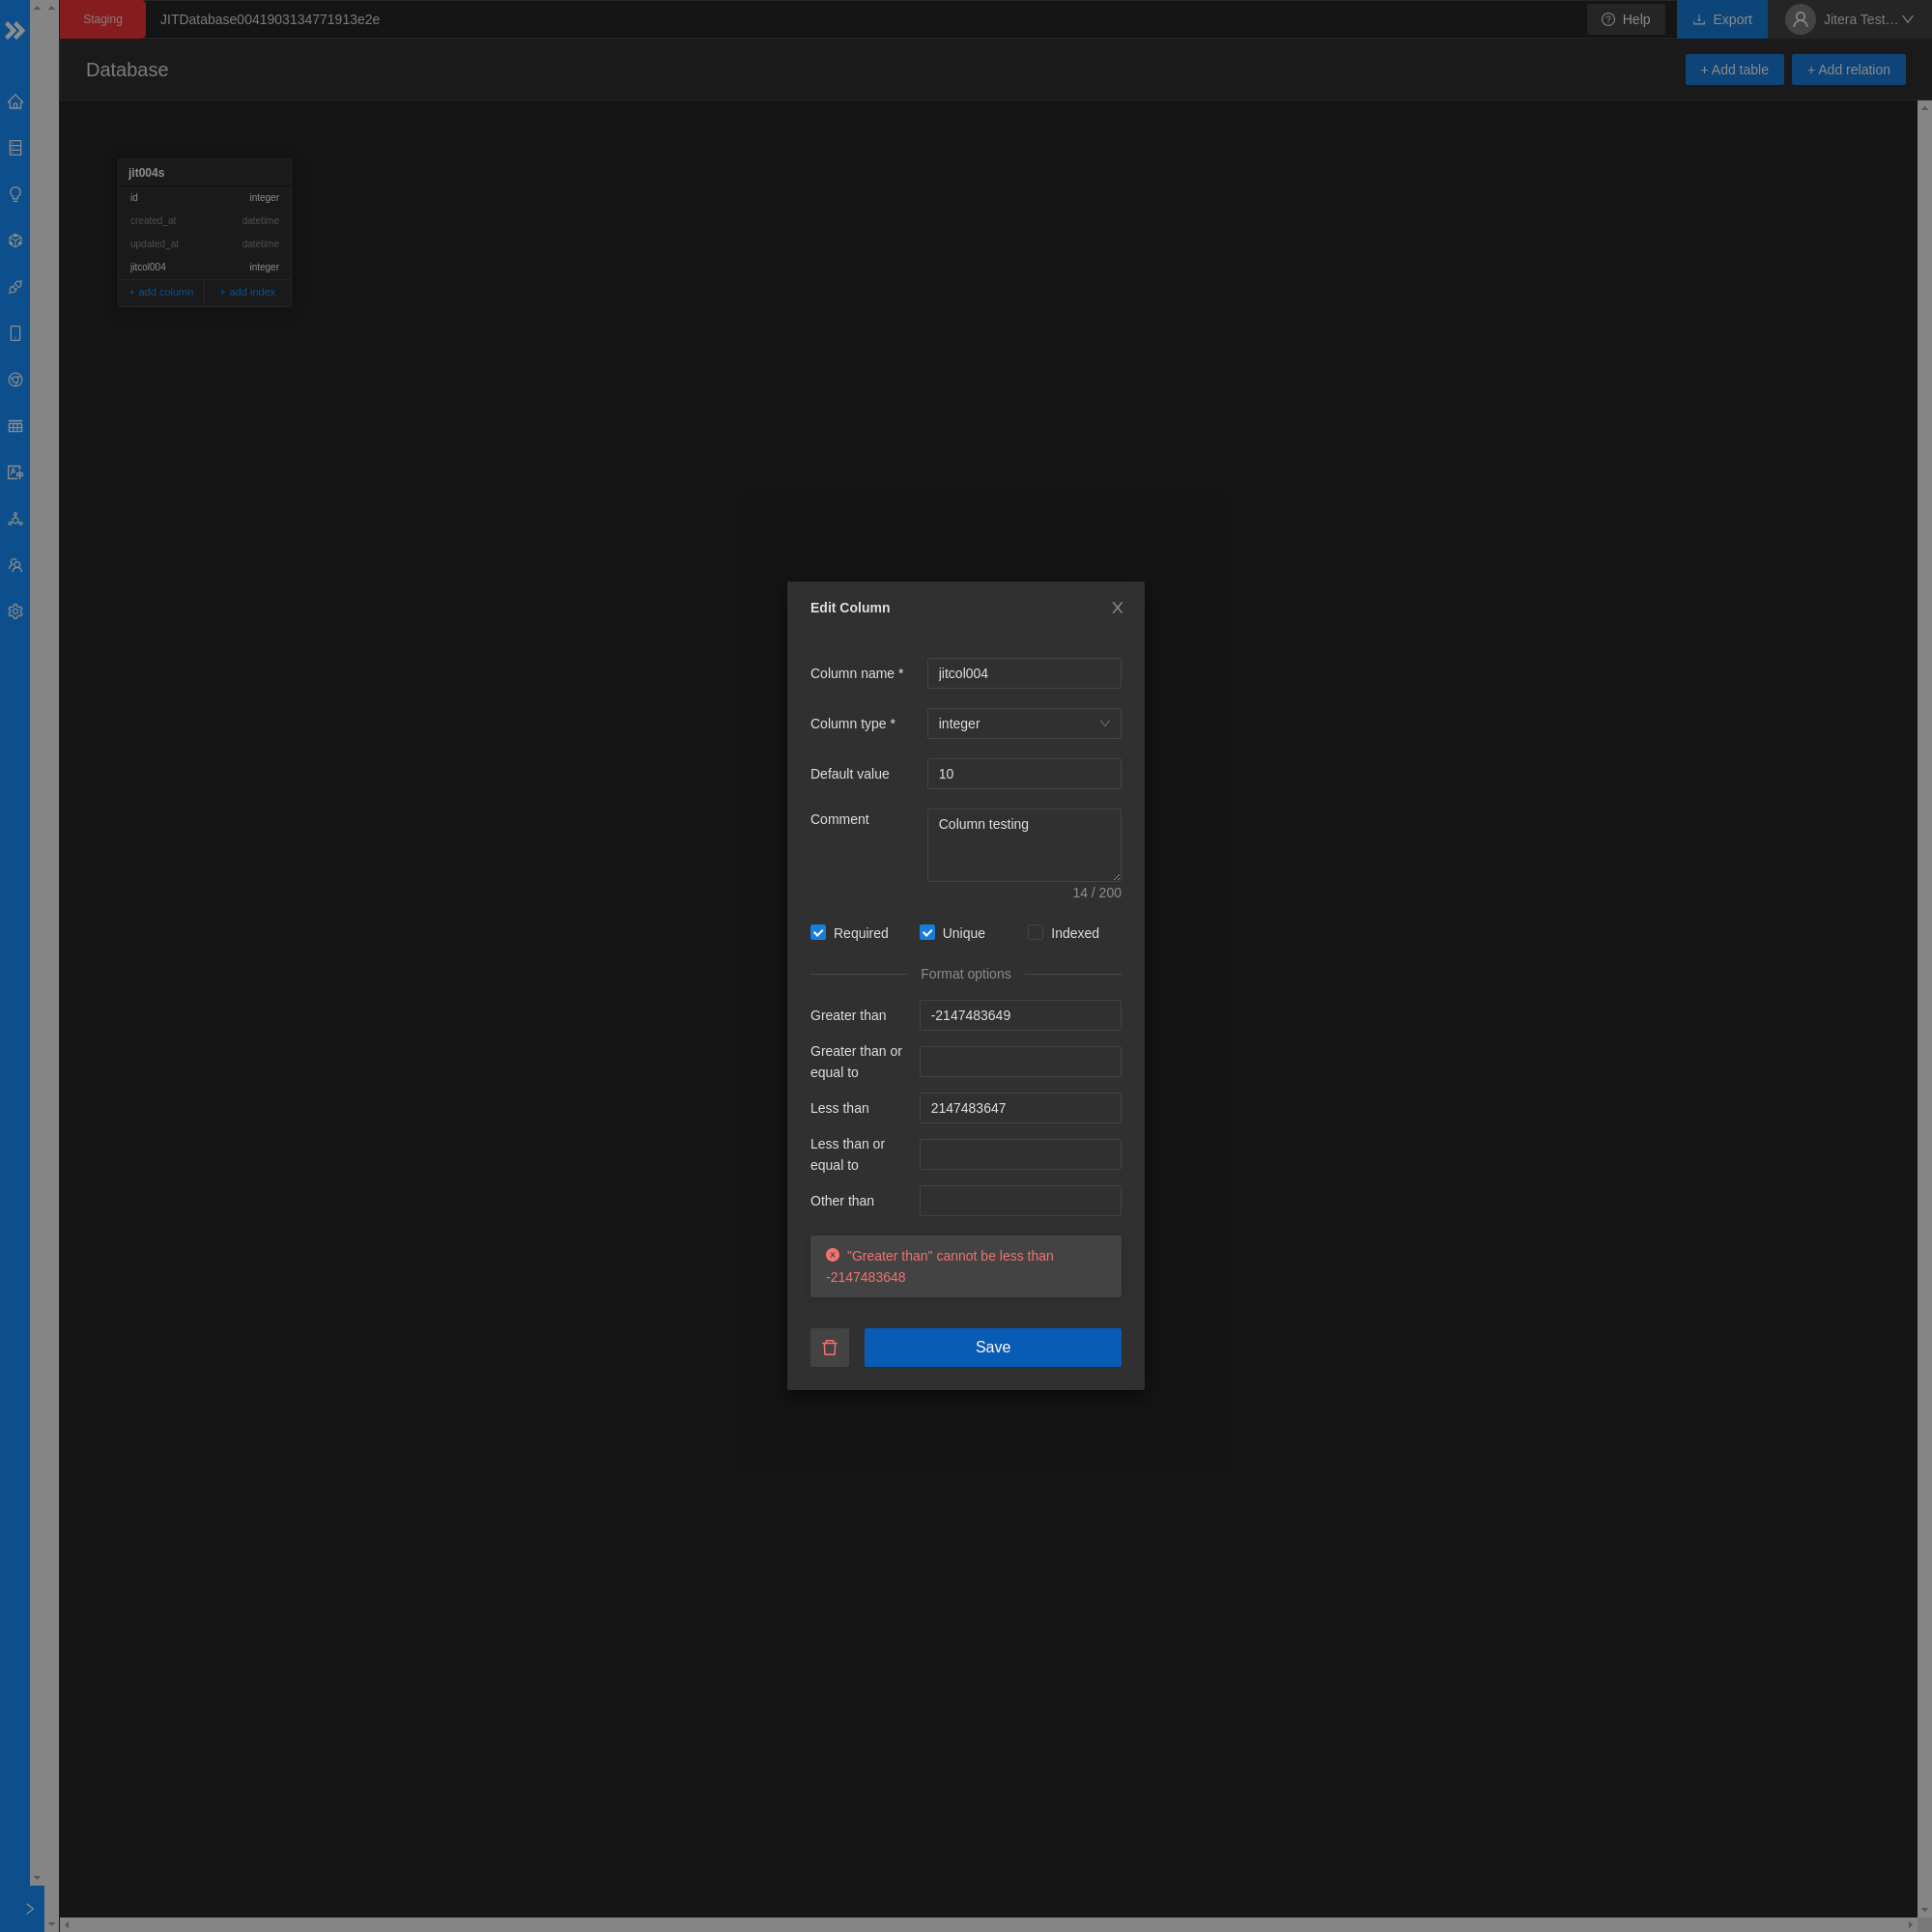 Staging
JITDatabase0041903134771913e2e
Help
Export
Jitera Test…
Database
+ Add table
+ Add relation
jit004s
id integer
created_at datetime
updated_at datetime
jitcol004 integer
+ add column + add index
Edit Column
Column name * jitcol004
Column type * integer
Default value 10
Comment Column testing
14 / 200
Required Unique Indexed
Format options
Greater than -2147483649
Greater than or
equal to
Less than 2147483647
Less than or
equal to
Other than
"Greater than" cannot be less than
-2147483648
Save